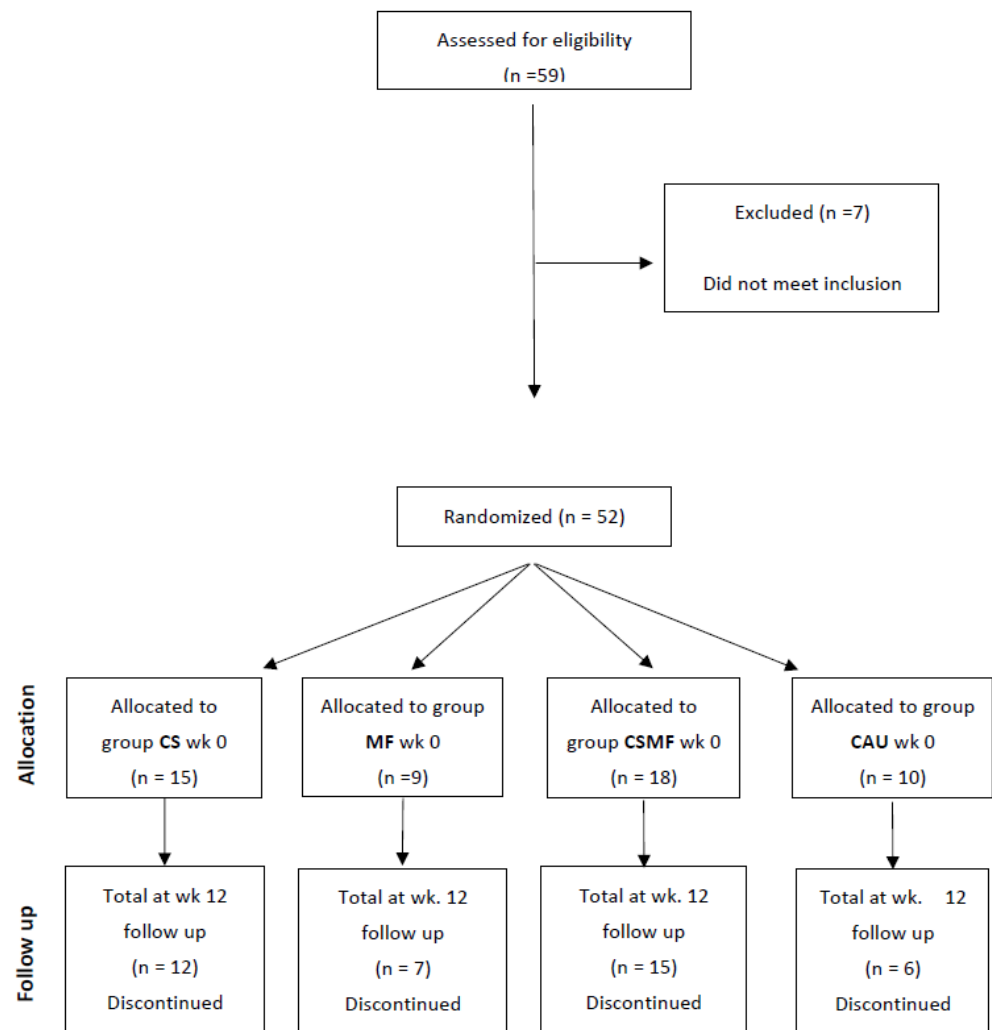 Assessed for eligibility
(n =59)
Excluded (n =7)
Did not meet inclusion
Randomized (n = 52)
Allocation
Allocated to
group CS wk 0
(n = 15)
Allocated to group
MF wk 0
(n =9)
Allocated to
group CSMF wk 0
(n = 18)
Allocated to group
CAU wk 0
(n = 10)
Follow up
Total at wk 12
follow up
(n = 12)
Discontinued
Total at wk. 12
follow up
(n = 7)
Discontinued
Total at wk. 12
follow up
(n = 15)
Discontinued
Total at wk. 12
follow up
(n = 6)
Discontinued